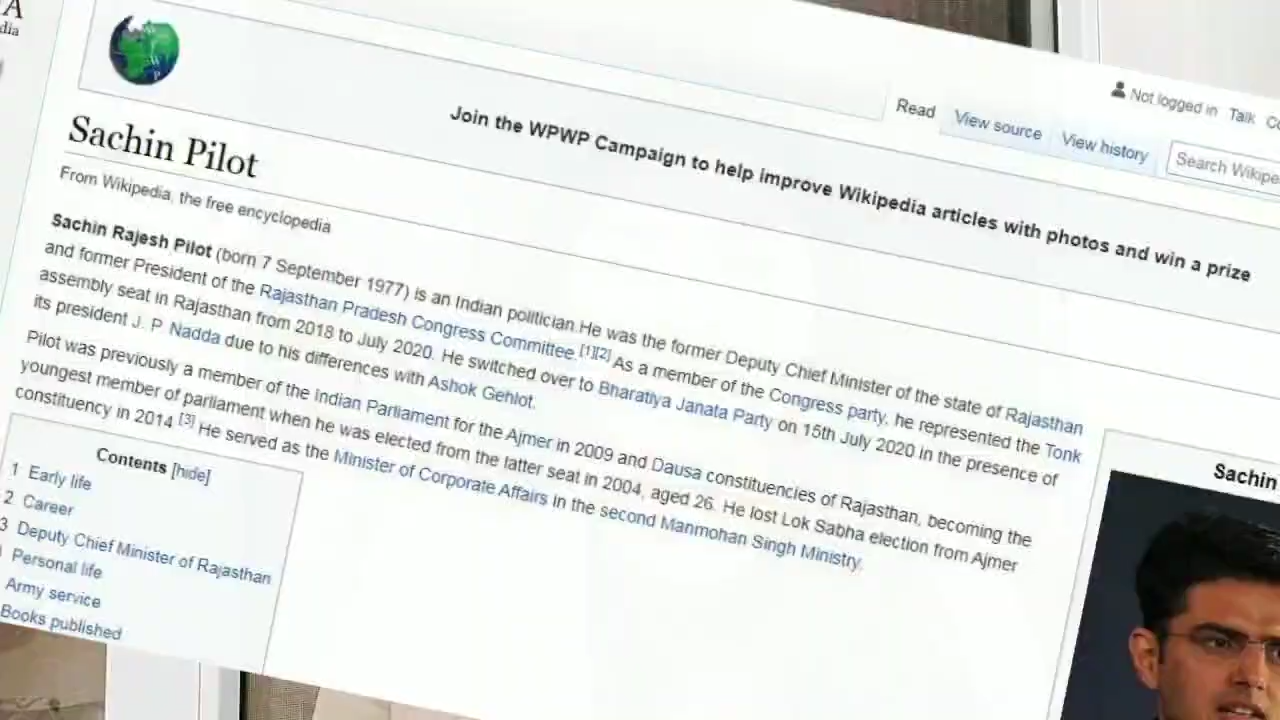 A
dia
Not logged in Talk
Read View source View history Search Wikipe
Join the WPWP Campaign to help improve Wikipedia articles with photos and win a prize
Sachin Pilot
From Wikipedia, the free encyclopedia
Sachin Rajesh Pilot (born 7 September 1977) is an Indian politician.He was the former Deputy Chief Minister of the state of Rajasthan
and former President of the Rajasthan Pradesh Congress Committee.[1][2] As a member of the Congress party, he represented the Tonk
assembly seat in Rajasthan from 2018 to July 2020. He switched over to Bharatiya Janata Party on 15th July 2020 in the presence of
its president J. P. Nadda due to his differences with Ashok Gehlot.
Pilot was previously a member of the Indian Parliament for the Ajmer in 2009 and Dausa constituencies of Rajasthan, becoming the
youngest member of parliament when he was elected from the latter seat in 2004, aged 26. He lost Lok Sabha election from Ajmer
constituency in 2014.[3] He served as the Minister of Corporate Affairs in the second Manmohan Singh Ministry.
Contents [hide]
1 Early life
2 Career
3 Deputy Chief Minister of Rajasthan
Personal life
Army service
Books published
Sachin